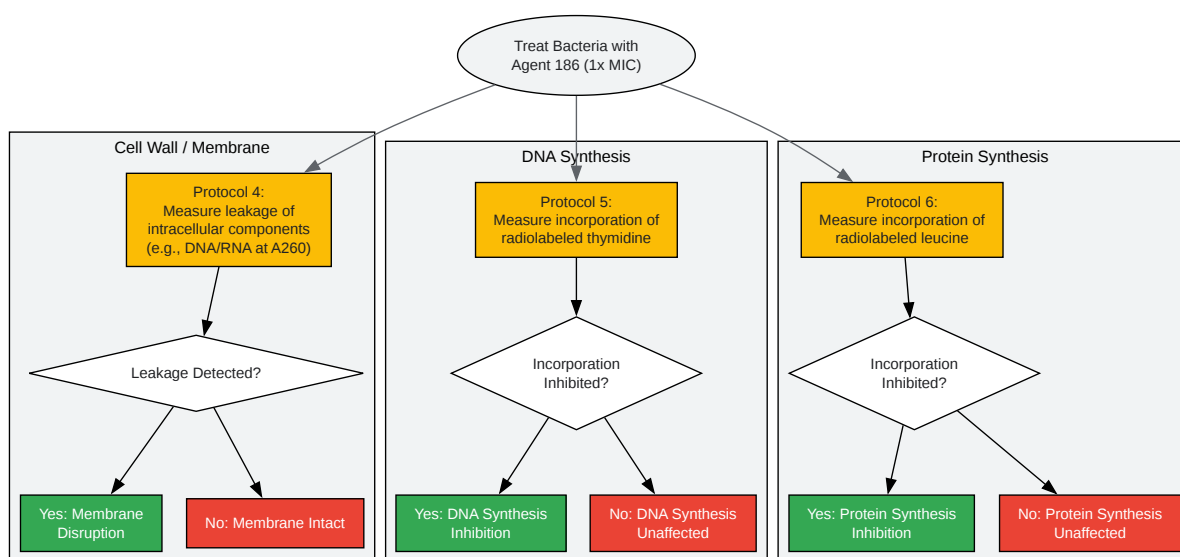 Treat Bacteria with
Agent 186 (1x MIC)
Cell Wall / Membrane
Protocol 4:
Measure leakage of
intracellular components
(e.g., DNA/RNA at A260)
Leakage Detected?
Yes: Membrane
Disruption
No: Membrane Intact
DNA Synthesis
Protocol 5:
Measure incorporation of
radiolabeled thymidine
Incorporation
Inhibited?
Yes: DNA Synthesis
Inhibition
No: DNA Synthesis
Unaffected
Protein Synthesis
Protocol 6:
Measure incorporation of
radiolabeled leucine
Incorporation
Inhibited?
Yes: Protein Synthesis
Inhibition
No: Protein Synthesis
Unaffected